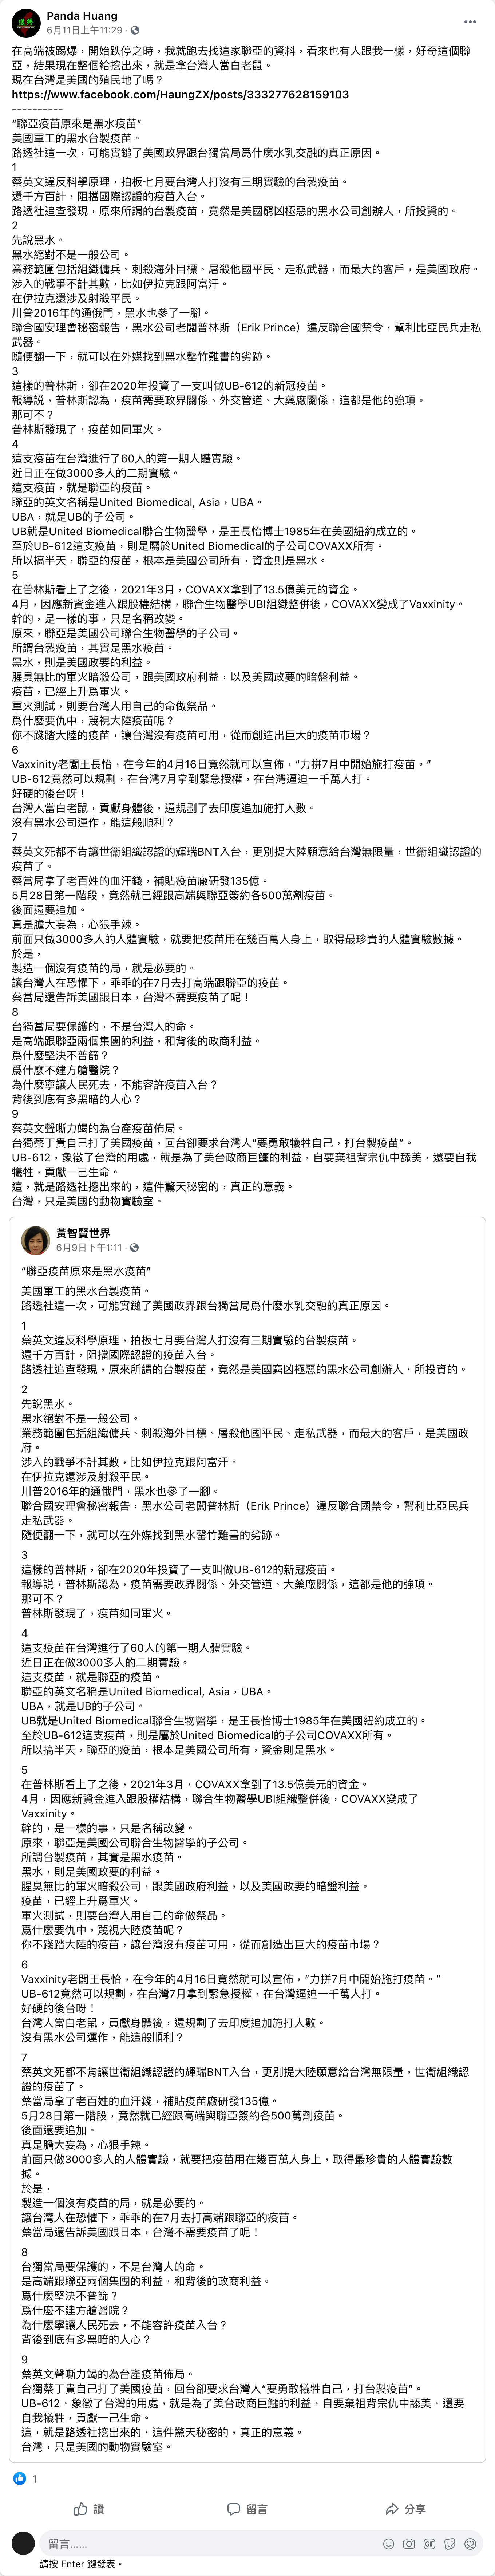 Panda Huang
6月11日上午11:29 ·
在高端被踢爆，開始跌停之時，我就跑去找這家聯亞的資料，看來也有人跟我一樣，好奇這個聯
亞，結果現在整個給挖出來，就是拿台灣人當白老鼠。
現在台灣是美國的殖民地了嗎？
https://www.facebook.com/HaungZX/posts/333277628159103
----------
“聯亞疫苗原來是黑水疫苗”
美國軍工的黑水台製疫苗。
路透社這一次，可能實鎚了美國政界跟台獨當局爲什麼水乳交融的真正原因。
1
蔡英文違反科學原理，拍板七月要台灣人打沒有三期實驗的台製疫苗。
還千方百計，阻擋國際認證的疫苗入台。
路透社追查發現，原來所謂的台製疫苗，竟然是美國窮凶極惡的黑水公司創辦人，所投資的。
2
先說黑水。
黑水絕對不是一般公司。
業務範圍包括組織傭兵、刺殺海外目標、屠殺他國平民、走私武器，而最大的客戶，是美國政府。
涉入的戰爭不計其數，比如伊拉克跟阿富汗。
在伊拉克還涉及射殺平民。
川普2016年的通俄門，黑水也參了一腳。
聯合國安理會秘密報告，黑水公司老闆普林斯（Erik Prince）違反聯合國禁令，幫利比亞民兵走私
武器。
隨便翻一下，就可以在外媒找到黑水罄竹難書的劣跡。
3
這樣的普林斯，卻在2020年投資了一支叫做UB-612的新冠疫苗。
報導説，普林斯認為，疫苗需要政界關係、外交管道、大藥廠關係，這都是他的強項。
那可不？
普林斯發現了，疫苗如同軍火。
4
這支疫苗在台灣進行了60人的第一期人體實驗。
近日正在做3000多人的二期實驗。
這支疫苗，就是聯亞的疫苗。
聯亞的英文名稱是United Biomedical, Asia，UBA。
UBA，就是UB的子公司。
UB就是United Biomedical聯合生物醫學，是王長怡博士1985年在美國紐約成立的。
至於UB-612這支疫苗，則是屬於United Biomedical的子公司COVAXX所有。
所以搞半天，聯亞的疫苗，根本是美國公司所有，資金則是黑水。
5
在普林斯看上了之後，2021年3月，COVAXX拿到了13.5億美元的資金。
4月，因應新資金進入跟股權結構，聯合生物醫學UBI組織整併後，COVAXX變成了Vaxxinity。
幹的，是一樣的事，只是名稱改變。
原來，聯亞是美國公司聯合生物醫學的子公司。
所謂台製疫苗，其實是黑水疫苗。
黑水，則是美國政要的利益。
腥臭無比的軍火暗殺公司，跟美國政府利益，以及美國政要的暗盤利益。
疫苗，已經上升爲軍火。
軍火測試，則要台灣人用自己的命做祭品。
爲什麼要仇中，蔑視大陸疫苗呢？
你不踐踏大陸的疫苗，讓台灣沒有疫苗可用，從而創造出巨大的疫苗市場？
6
Vaxxinity老闆王長怡，在今年的4月16日竟然就可以宣佈，“力拼7月中開始施打疫苗。”
UB-612竟然可以規劃，在台灣7月拿到緊急授權，在台灣逼迫一千萬人打。
好硬的後台呀！
台灣人當白老鼠，貢獻身體後，還規劃了去印度追加施打人數。
沒有黑水公司運作，能這般順利？
7
蔡英文死都不肯讓世衞組織認證的輝瑞BNT入台，更別提大陸願意給台灣無限量，世衞組織認證的
疫苗了。
蔡當局拿了老百姓的血汗錢，補貼疫苗廠研發135億。
5月28日第一階段，竟然就已經跟高端與聯亞簽約各500萬劑疫苗。
後面還要追加。
真是膽大妄為，心狠手辣。
前面只做3000多人的人體實驗，就要把疫苗用在幾百萬人身上，取得最珍貴的人體實驗數據。
於是，
製造一個沒有疫苗的局，就是必要的。
讓台灣人在恐懼下，乖乖的在7月去打高端跟聯亞的疫苗。
蔡當局還告訴美國跟日本，台灣不需要疫苗了呢！
8
台獨當局要保護的，不是台灣人的命。
是高端跟聯亞兩個集團的利益，和背後的政商利益。
爲什麼堅決不普篩？
爲什麼不建方艙醫院？
為什麼寧讓人民死去，不能容許疫苗入台？
背後到底有多黑暗的人心？
9
蔡英文聲嘶力竭的為台產疫苗佈局。
台獨蔡丁貴自己打了美國疫苗，回台卻要求台灣人“要勇敢犧牲自己，打台製疫苗”。
UB-612，象徵了台灣的用處，就是為了美台政商巨鱷的利益，自要棄祖背宗仇中舔美，還要自我
犧牲，貢獻一己生命。
這，就是路透社挖出來的，這件驚天秘密的，真正的意義。
台灣，只是美國的動物實驗室。
黃智賢世界
6月9日下午1:11 ·
“聯亞疫苗原來是黑水疫苗”
美國軍工的黑水台製疫苗。
路透社這一次，可能實鎚了美國政界跟台獨當局爲什麼水乳交融的真正原因。
1
蔡英文違反科學原理，拍板七月要台灣人打沒有三期實驗的台製疫苗。
還千方百計，阻擋國際認證的疫苗入台。
路透社追查發現，原來所謂的台製疫苗，竟然是美國窮凶極惡的黑水公司創辦人，所投資的。
2
先說黑水。
黑水絕對不是一般公司。
業務範圍包括組織傭兵、刺殺海外目標、屠殺他國平民、走私武器，而最大的客戶，是美國政
府。
涉入的戰爭不計其數，比如伊拉克跟阿富汗。
在伊拉克還涉及射殺平民。
川普2016年的通俄門，黑水也參了一腳。
聯合國安理會秘密報告，黑水公司老闆普林斯（Erik Prince）違反聯合國禁令，幫利比亞民兵
走私武器。
隨便翻一下，就可以在外媒找到黑水罄竹難書的劣跡。
3
這樣的普林斯，卻在2020年投資了一支叫做UB-612的新冠疫苗。
報導説，普林斯認為，疫苗需要政界關係、外交管道、大藥廠關係，這都是他的強項。
那可不？
普林斯發現了，疫苗如同軍火。
4
這支疫苗在台灣進行了60人的第一期人體實驗。
近日正在做3000多人的二期實驗。
這支疫苗，就是聯亞的疫苗。
聯亞的英文名稱是United Biomedical, Asia，UBA。
UBA，就是UB的子公司。
UB就是United Biomedical聯合生物醫學，是王長怡博士1985年在美國紐約成立的。
至於UB-612這支疫苗，則是屬於United Biomedical的子公司COVAXX所有。
所以搞半天，聯亞的疫苗，根本是美國公司所有，資金則是黑水。
5
在普林斯看上了之後，2021年3月，COVAXX拿到了13.5億美元的資金。
4月，因應新資金進入跟股權結構，聯合生物醫學UBI組織整併後，COVAXX變成了
Vaxxinity。
幹的，是一樣的事，只是名稱改變。
原來，聯亞是美國公司聯合生物醫學的子公司。
所謂台製疫苗，其實是黑水疫苗。
黑水，則是美國政要的利益。
腥臭無比的軍火暗殺公司，跟美國政府利益，以及美國政要的暗盤利益。
疫苗，已經上升爲軍火。
軍火測試，則要台灣人用自己的命做祭品。
爲什麼要仇中，蔑視大陸疫苗呢？
你不踐踏大陸的疫苗，讓台灣沒有疫苗可用，從而創造出巨大的疫苗市場？
6
Vaxxinity老闆王長怡，在今年的4月16日竟然就可以宣佈，“力拼7月中開始施打疫苗。”
UB-612竟然可以規劃，在台灣7月拿到緊急授權，在台灣逼迫一千萬人打。
好硬的後台呀！
台灣人當白老鼠，貢獻身體後，還規劃了去印度追加施打人數。
沒有黑水公司運作，能這般順利？
7
蔡英文死都不肯讓世衞組織認證的輝瑞BNT入台，更別提大陸願意給台灣無限量，世衞組織認
證的疫苗了。
蔡當局拿了老百姓的血汗錢，補貼疫苗廠研發135億。
5月28日第一階段，竟然就已經跟高端與聯亞簽約各500萬劑疫苗。
後面還要追加。
真是膽大妄為，心狠手辣。
前面只做3000多人的人體實驗，就要把疫苗用在幾百萬人身上，取得最珍貴的人體實驗數
據。
於是，
製造一個沒有疫苗的局，就是必要的。
讓台灣人在恐懼下，乖乖的在7月去打高端跟聯亞的疫苗。
蔡當局還告訴美國跟日本，台灣不需要疫苗了呢！
8
台獨當局要保護的，不是台灣人的命。
是高端跟聯亞兩個集團的利益，和背後的政商利益。
爲什麼堅決不普篩？
爲什麼不建方艙醫院？
為什麼寧讓人民死去，不能容許疫苗入台？
背後到底有多黑暗的人心？
9
蔡英文聲嘶力竭的為台產疫苗佈局。
台獨蔡丁貴自己打了美國疫苗，回台卻要求台灣人“要勇敢犧牲自己，打台製疫苗”。
UB-612，象徵了台灣的用處，就是為了美台政商巨鱷的利益，自要棄祖背宗仇中舔美，還要
自我犧牲，貢獻一己生命。
這，就是路透社挖出來的，這件驚天秘密的，真正的意義。
台灣，只是美國的動物實驗室。
1
讚
留言
分享
留言……
GIF
請按 Enter 鍵發表。